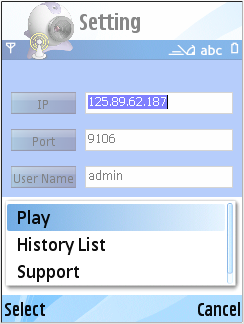 Setting
abc
IP
125.89.62.187
Port
9106
User Name
admin
Play
History List
Support
Select Cancel